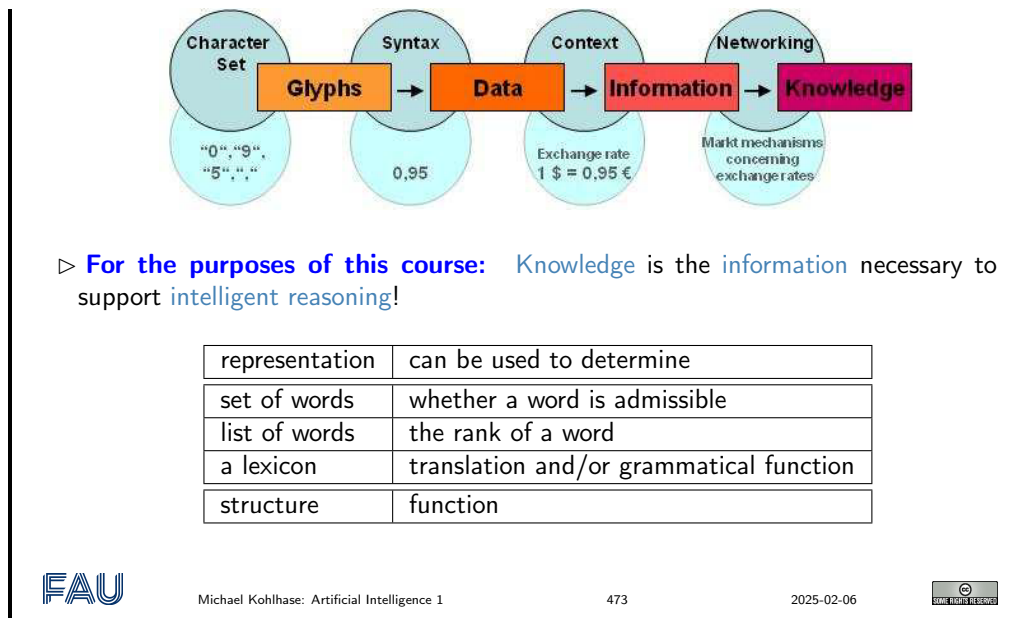 Character Set
Syntax
Context
Networking
Glyphs
Data
Information
Knowledge
"0“,"9“,
"5“,",“
0,95
Exchange rate
1 $ = 0,95 €
Markt mechanisms
concerning
exchange rates
▷ For the purposes of this course: Knowledge is the information necessary to
support intelligent reasoning!
representation can be used to determine
set of words whether a word is admissible
list of words the rank of a word
a lexicon translation and/or grammatical function
structure function
FAU Michael Kohlhase: Artificial Intelligence 1 473 2025-02-06 cc
SOME RIGHTS RESERVED